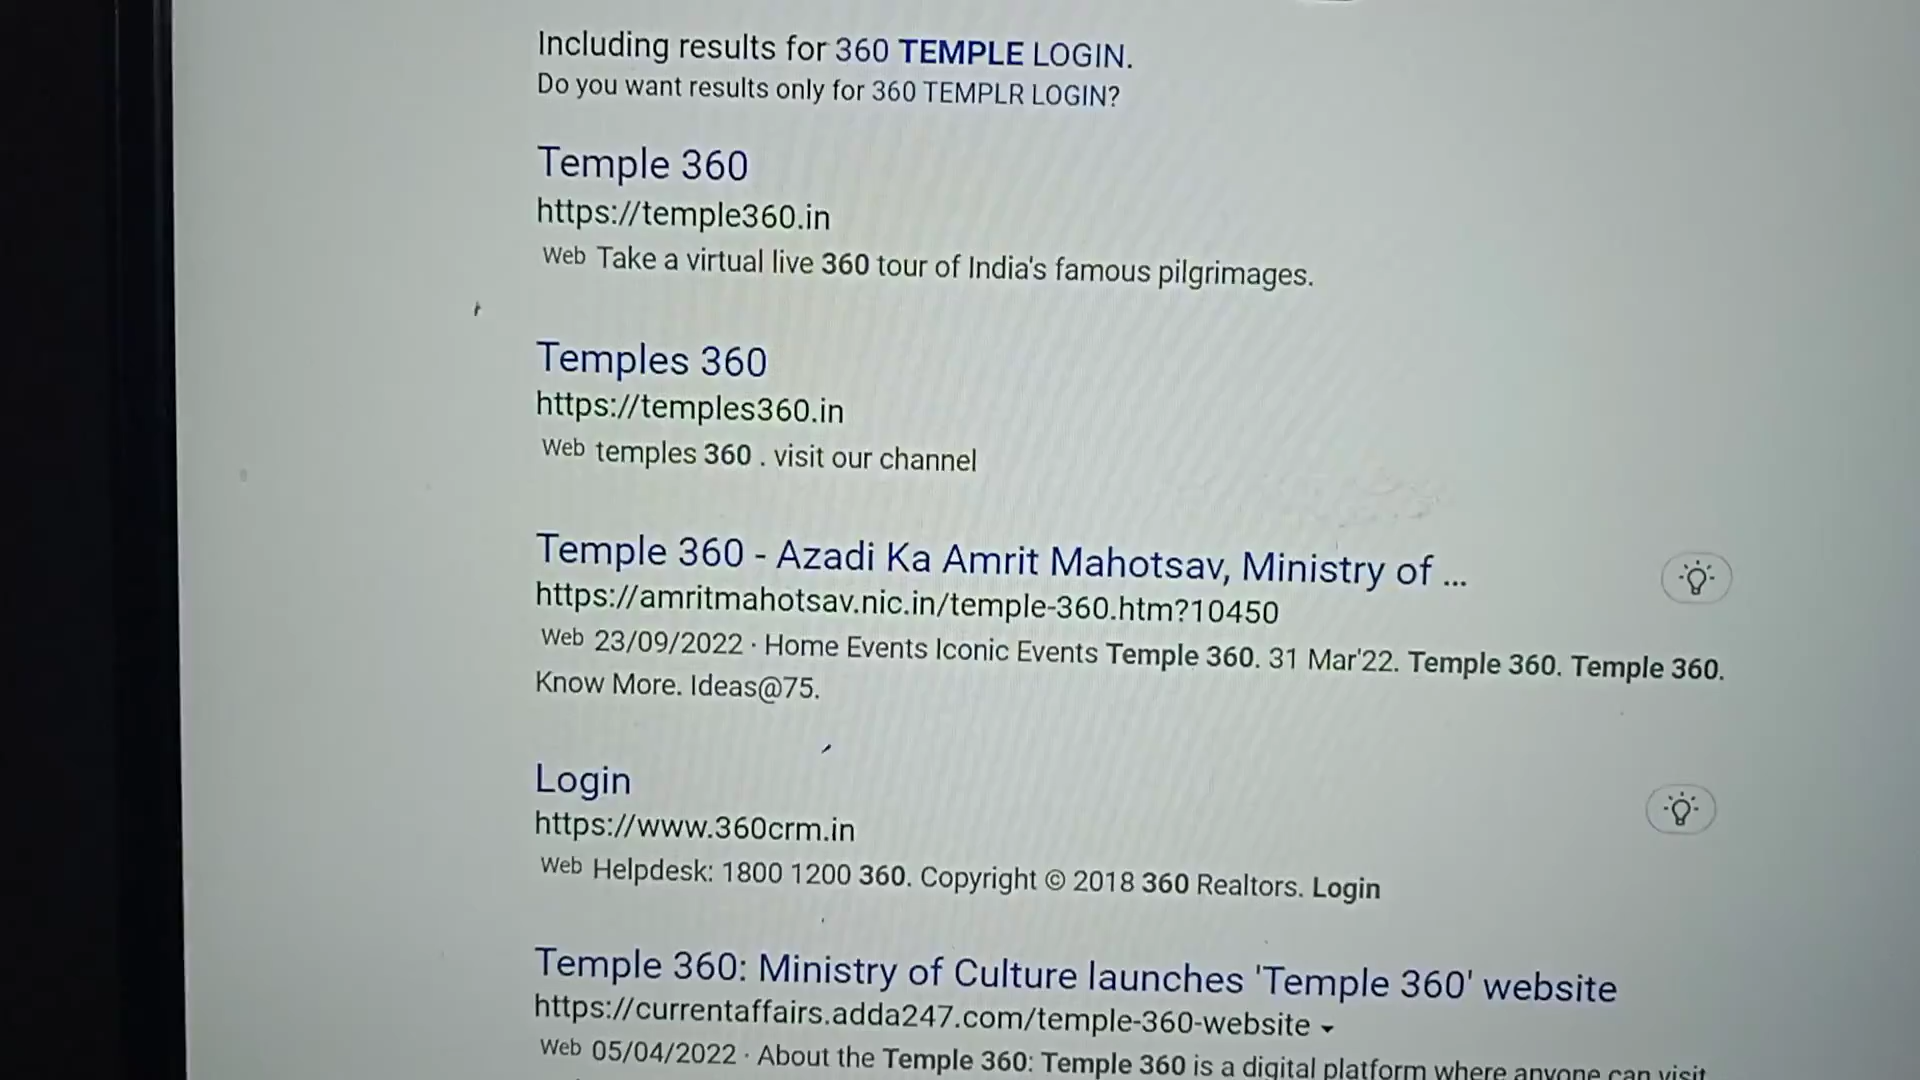 Including results for 360 TEMPLE LOGIN.
Do you want results only for 360 TEMPLR LOGIN?
Temple 360
https://temple360.in
Web Take a virtual live 360 tour of India's famous pilgrimages.
Temples 360
https://temples360.in
Web temples 360 . visit our channel
Temple 360 - Azadi Ka Amrit Mahotsav, Ministry of ...
https://amritmahotsav.nic.in/temple-360.htm?10450
Web 23/09/2022 · Home Events Iconic Events Temple 360. 31 Mar'22. Temple 360. Temple 360.
Know More. Ideas@75.
Login
https://www.360crm.in
Web Helpdesk: 1800 1200 360. Copyright © 2018 360 Realtors. Login
Temple 360: Ministry of Culture launches 'Temple 360' website
https://currentaffairs.adda247.com/temple-360-website
Web 05/04/2022 · About the Temple 360: Temple 360 is a digital platform where anyone can visit